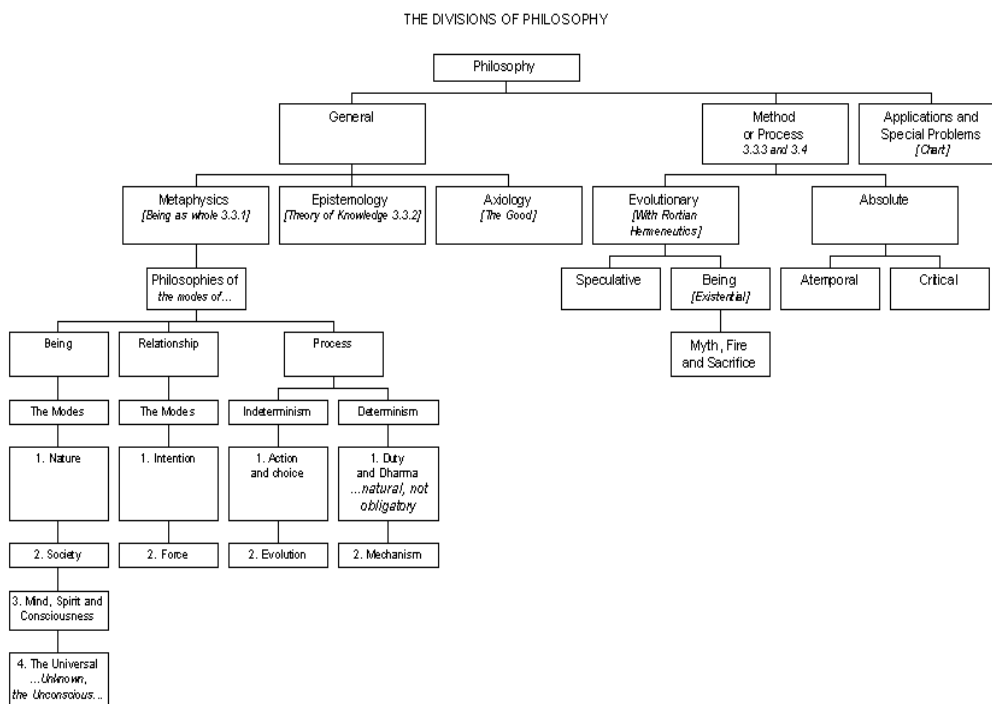 THE DIVISIONS OF PHILOSOPHY
Philosophy
General
Method
or Process
3.3.3 and 3.4
Applications and
Special Problems
[Chart]
Metaphysics
[Being as whole 3.3.1]
Epistemology
[Theory of Knowledge 3.3.2]
Axiology
[The Good]
Evolutionary
[With Rortian
Hermeneutics]
Absolute
Philosophies of
the modes of...
Speculative
Being
[Existential]
Atemporal
Critical
Being
Relationship
Process
Myth, Fire
and Sacrifice
The Modes
The Modes
Indeterminism
Determinism
1. Nature
1. Intention
1. Action
and choice
1. Duty
and Dharma
...natural, not
obligatory
2. Society
2. Force
2. Evolution
2. Mechanism
3. Mind, Spirit and
Consciousness
4. The Universal
...Unknown,
the Unconscious...